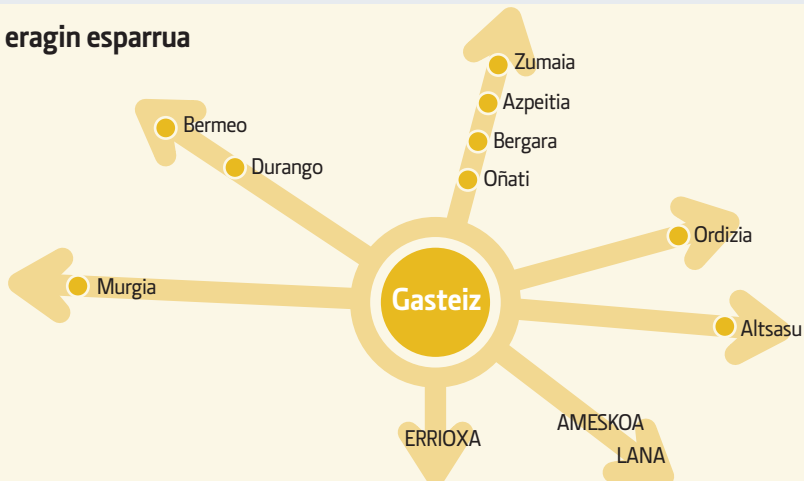 eragin esparrua
Zumaia
Azpeitia
Bermeo
Bergara
Durango
Oñati
Ordizia
Murgia
Gasteiz
Altsasu
AMESKOA
ERRIOXA
LANA